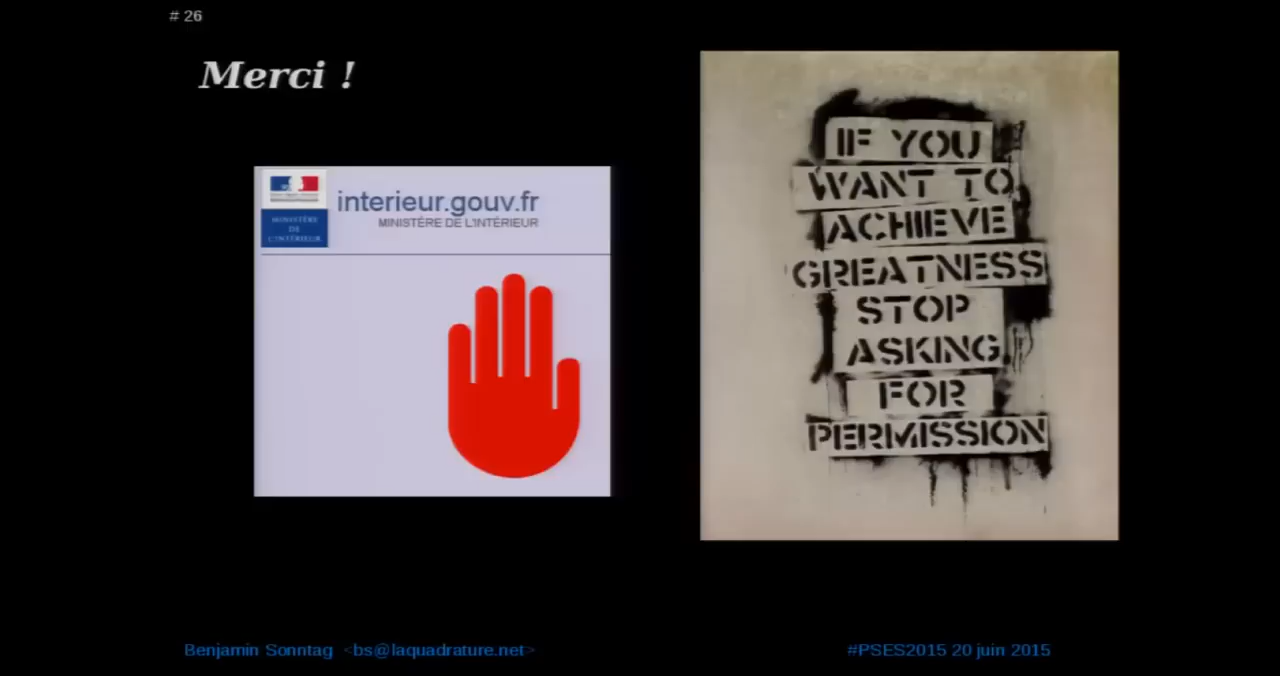 # 26
Merci !
interieur.gouv.fr
MINISTÈRE DE L'INTÉRIEUR
MINISTÈRE
DE
L'INTÉRIEUR
IF YOU
WANT TO
ACHIEVE
GREATNESS
STOP
ASKING
FOR
PERMISSION
Benjamin Sonntag <bs@laquadrature.net>
#PSES2015 20 juin 2015